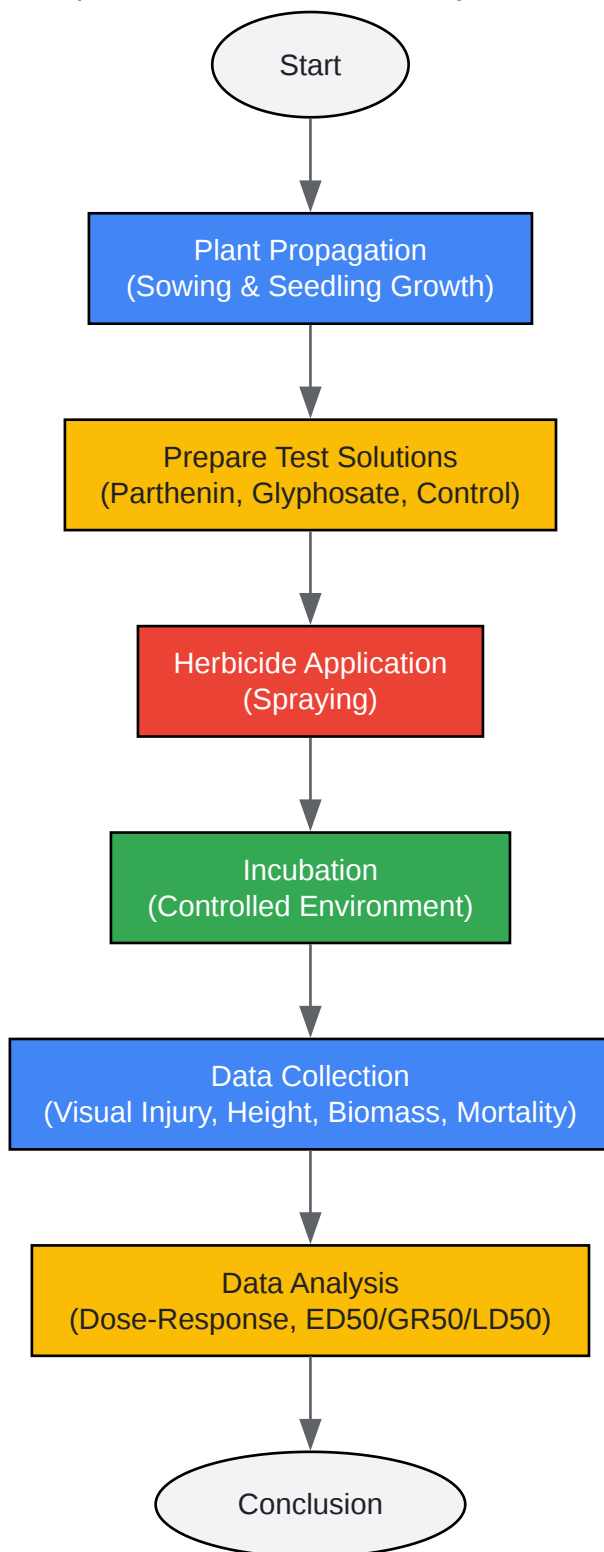 Start
Plant Propagation
(Sowing & Seedling Growth)
Prepare Test Solutions
(Parthenin, Glyphosate, Control)
Herbicide Application
(Spraying)
Incubation
(Controlled Environment)
Data Collection
(Visual Injury, Height, Biomass, Mortality)
Data Analysis
(Dose-Response, ED50/GR50/LD50)
Conclusion